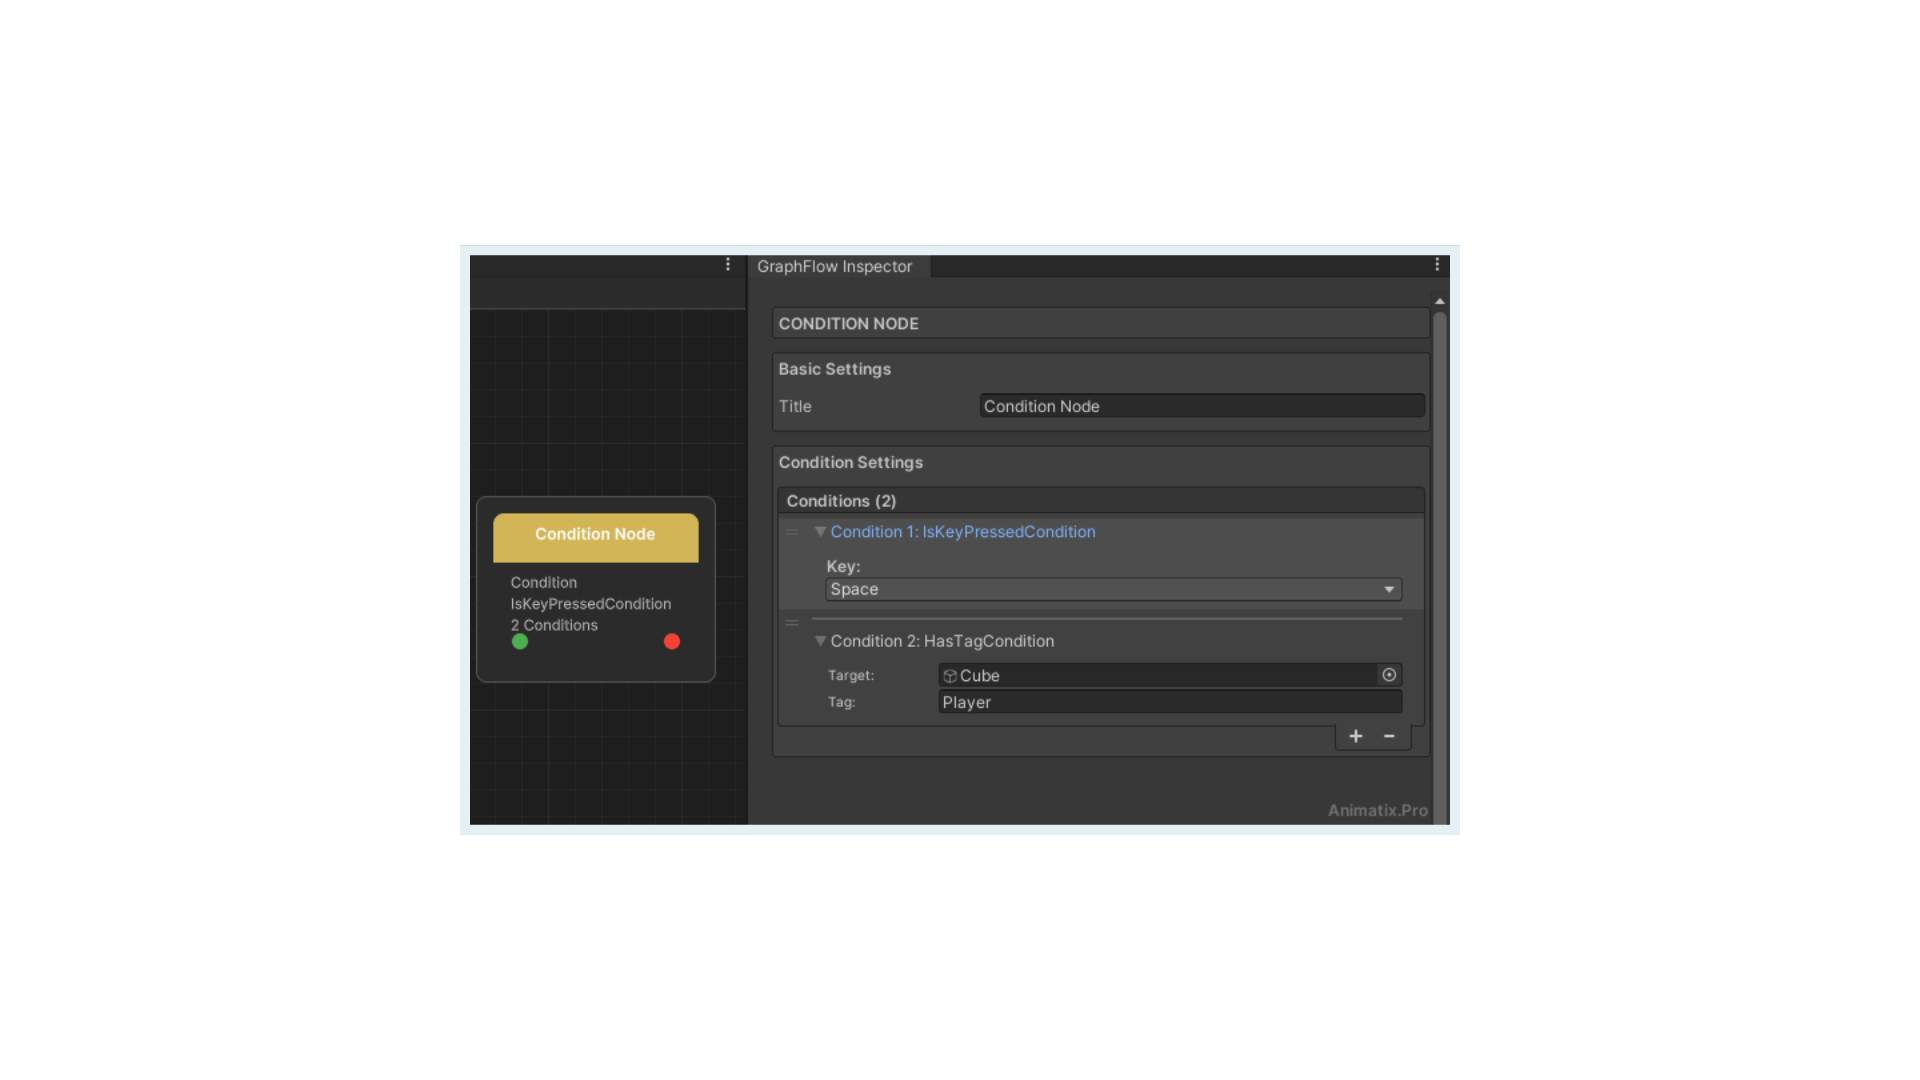 GraphFlow Inspector
CONDITION NODE
Basic Settings
Title
Condition Node
Condition Settings
Conditions (2)
Condition 1: IsKeyPressedCondition
Key:
Space
Condition 2: HasTagCondition
Target:
Cube
Tag:
Player
+ −
Animatix.Pro
Condition Node
Condition
IsKeyPressedCondition
2 Conditions